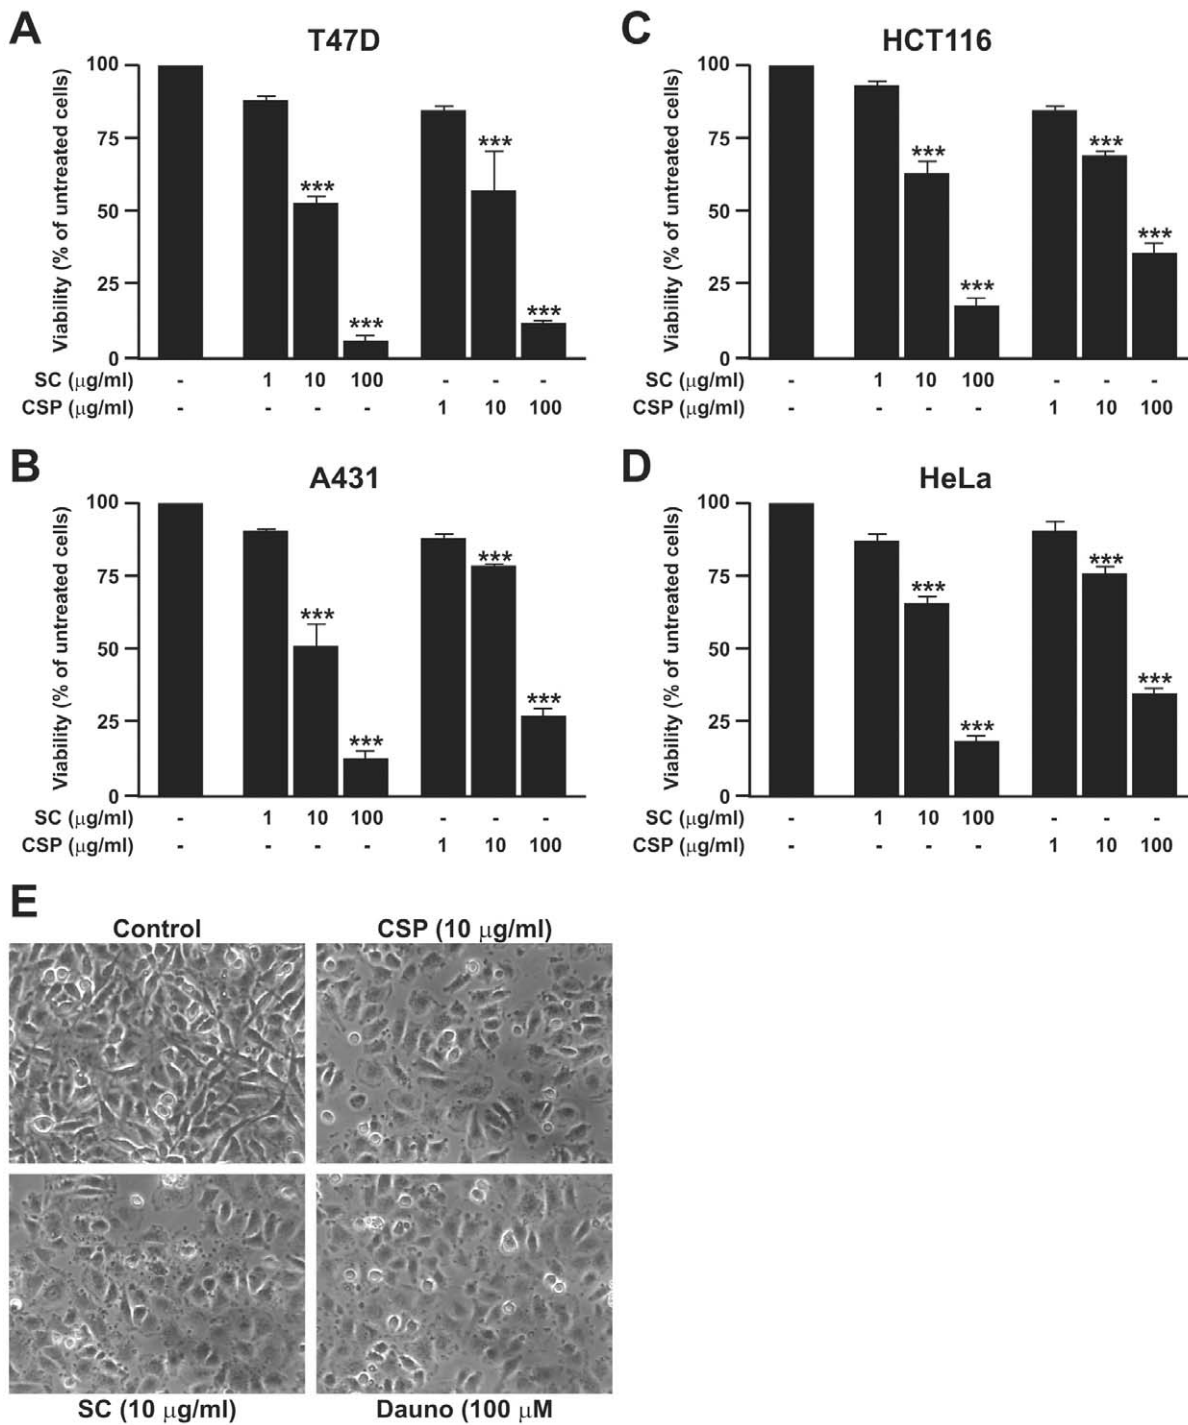 A
T47D
Viability (% of untreated cells)
100
75
50
25
0
SC (μg/ml) - 1 10 100 - - -
CSP (μg/ml) - - - - 1 10 100
*** *** *** ***
C
HCT116
Viability (% of untreated cells)
100
75
50
25
0
SC (μg/ml) - 1 10 100 - - -
CSP (μg/ml) - - - - 1 10 100
*** *** *** ***
B
A431
Viability (% of untreated cells)
100
75
50
25
0
SC (μg/ml) - 1 10 100 - - -
CSP (μg/ml) - - - - 1 10 100
*** *** *** ***
D
HeLa
Viability (% of untreated cells)
100
75
50
25
0
SC (μg/ml) - 1 10 100 - - -
CSP (μg/ml) - - - - 1 10 100
*** *** *** ***
E
Control
CSP (10 μg/ml)
SC (10 μg/ml)
Dauno (100 μM